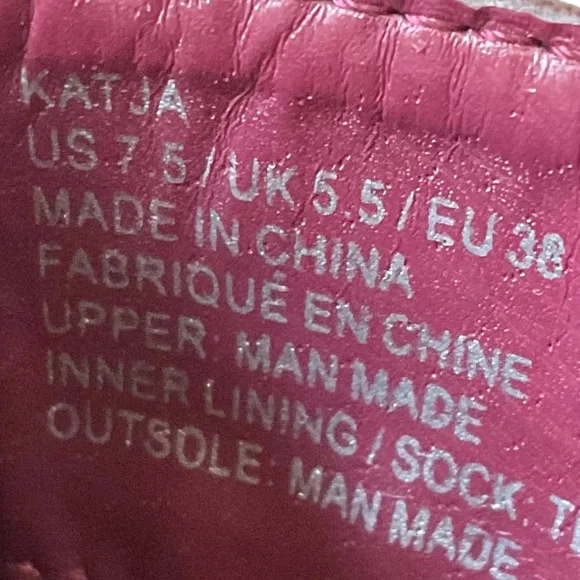 KATJA
US 7.5 / UK 5.5 / EU 38
MADE IN CHINA
FABRIQUÉ EN CHINE
UPPER: MAN MADE
INNER LINING / SOCK:
OUTSOLE: MAN MADE